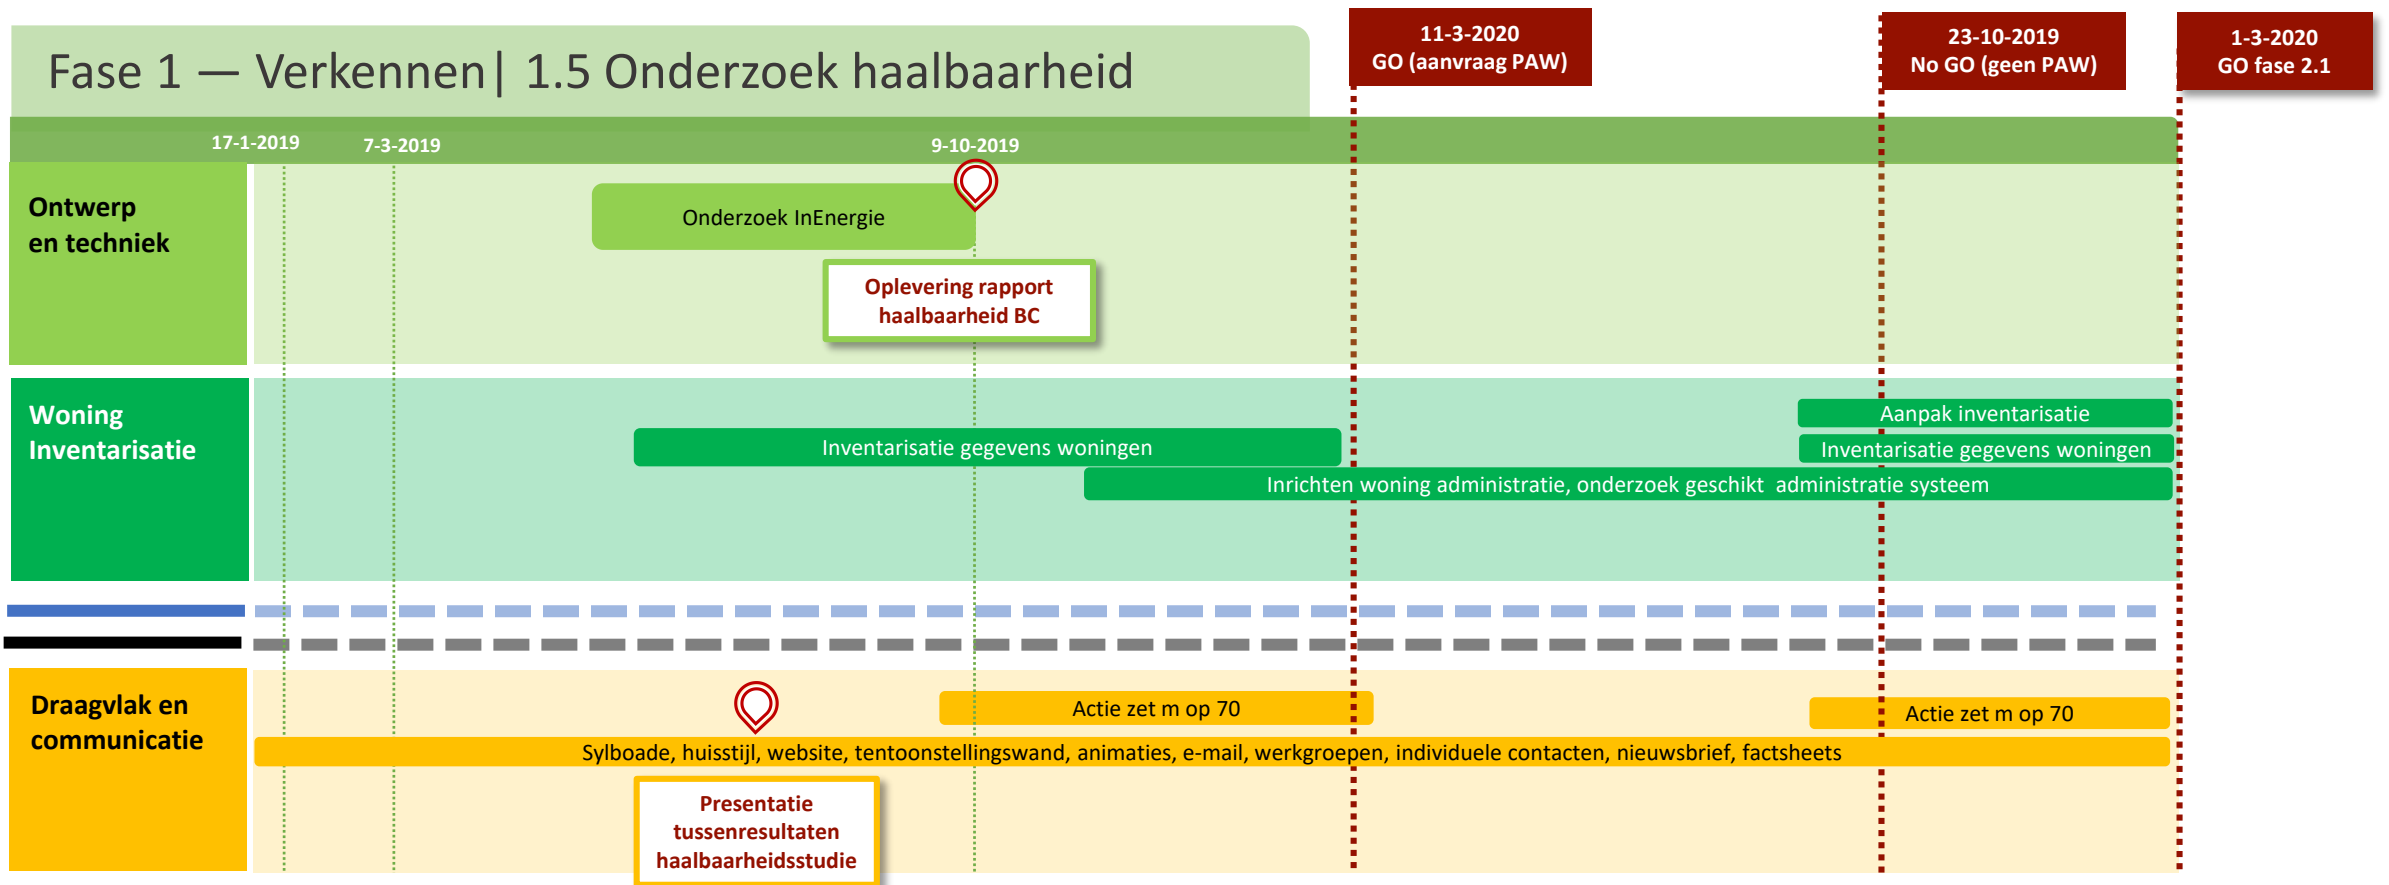 Fase 1 — Verkennen| 1.5 Onderzoek haalbaarheid
11-3-2020
GO (aanvraag PAW)
23-10-2019
No GO (geen PAW)
1-3-2020
GO fase 2.1
17-1-2019
7-3-2019
9-10-2019
Ontwerp
en techniek
Onderzoek InEnergie
Oplevering rapport
haalbaarheid BC
Woning
Inventarisatie
Aanpak inventarisatie
Inventarisatie gegevens woningen
Inventarisatie gegevens woningen
Inrichten woning administratie, onderzoek geschikt  administratie systeem
Draagvlak en
communicatie
Actie zet m op 70
Actie zet m op 70
Sylboade, huisstijl, website, tentoonstellingswand, animaties, e-mail, werkgroepen, individuele contacten, nieuwsbrief, factsheets
Presentatie
tussenresultaten
haalbaarheidsstudie